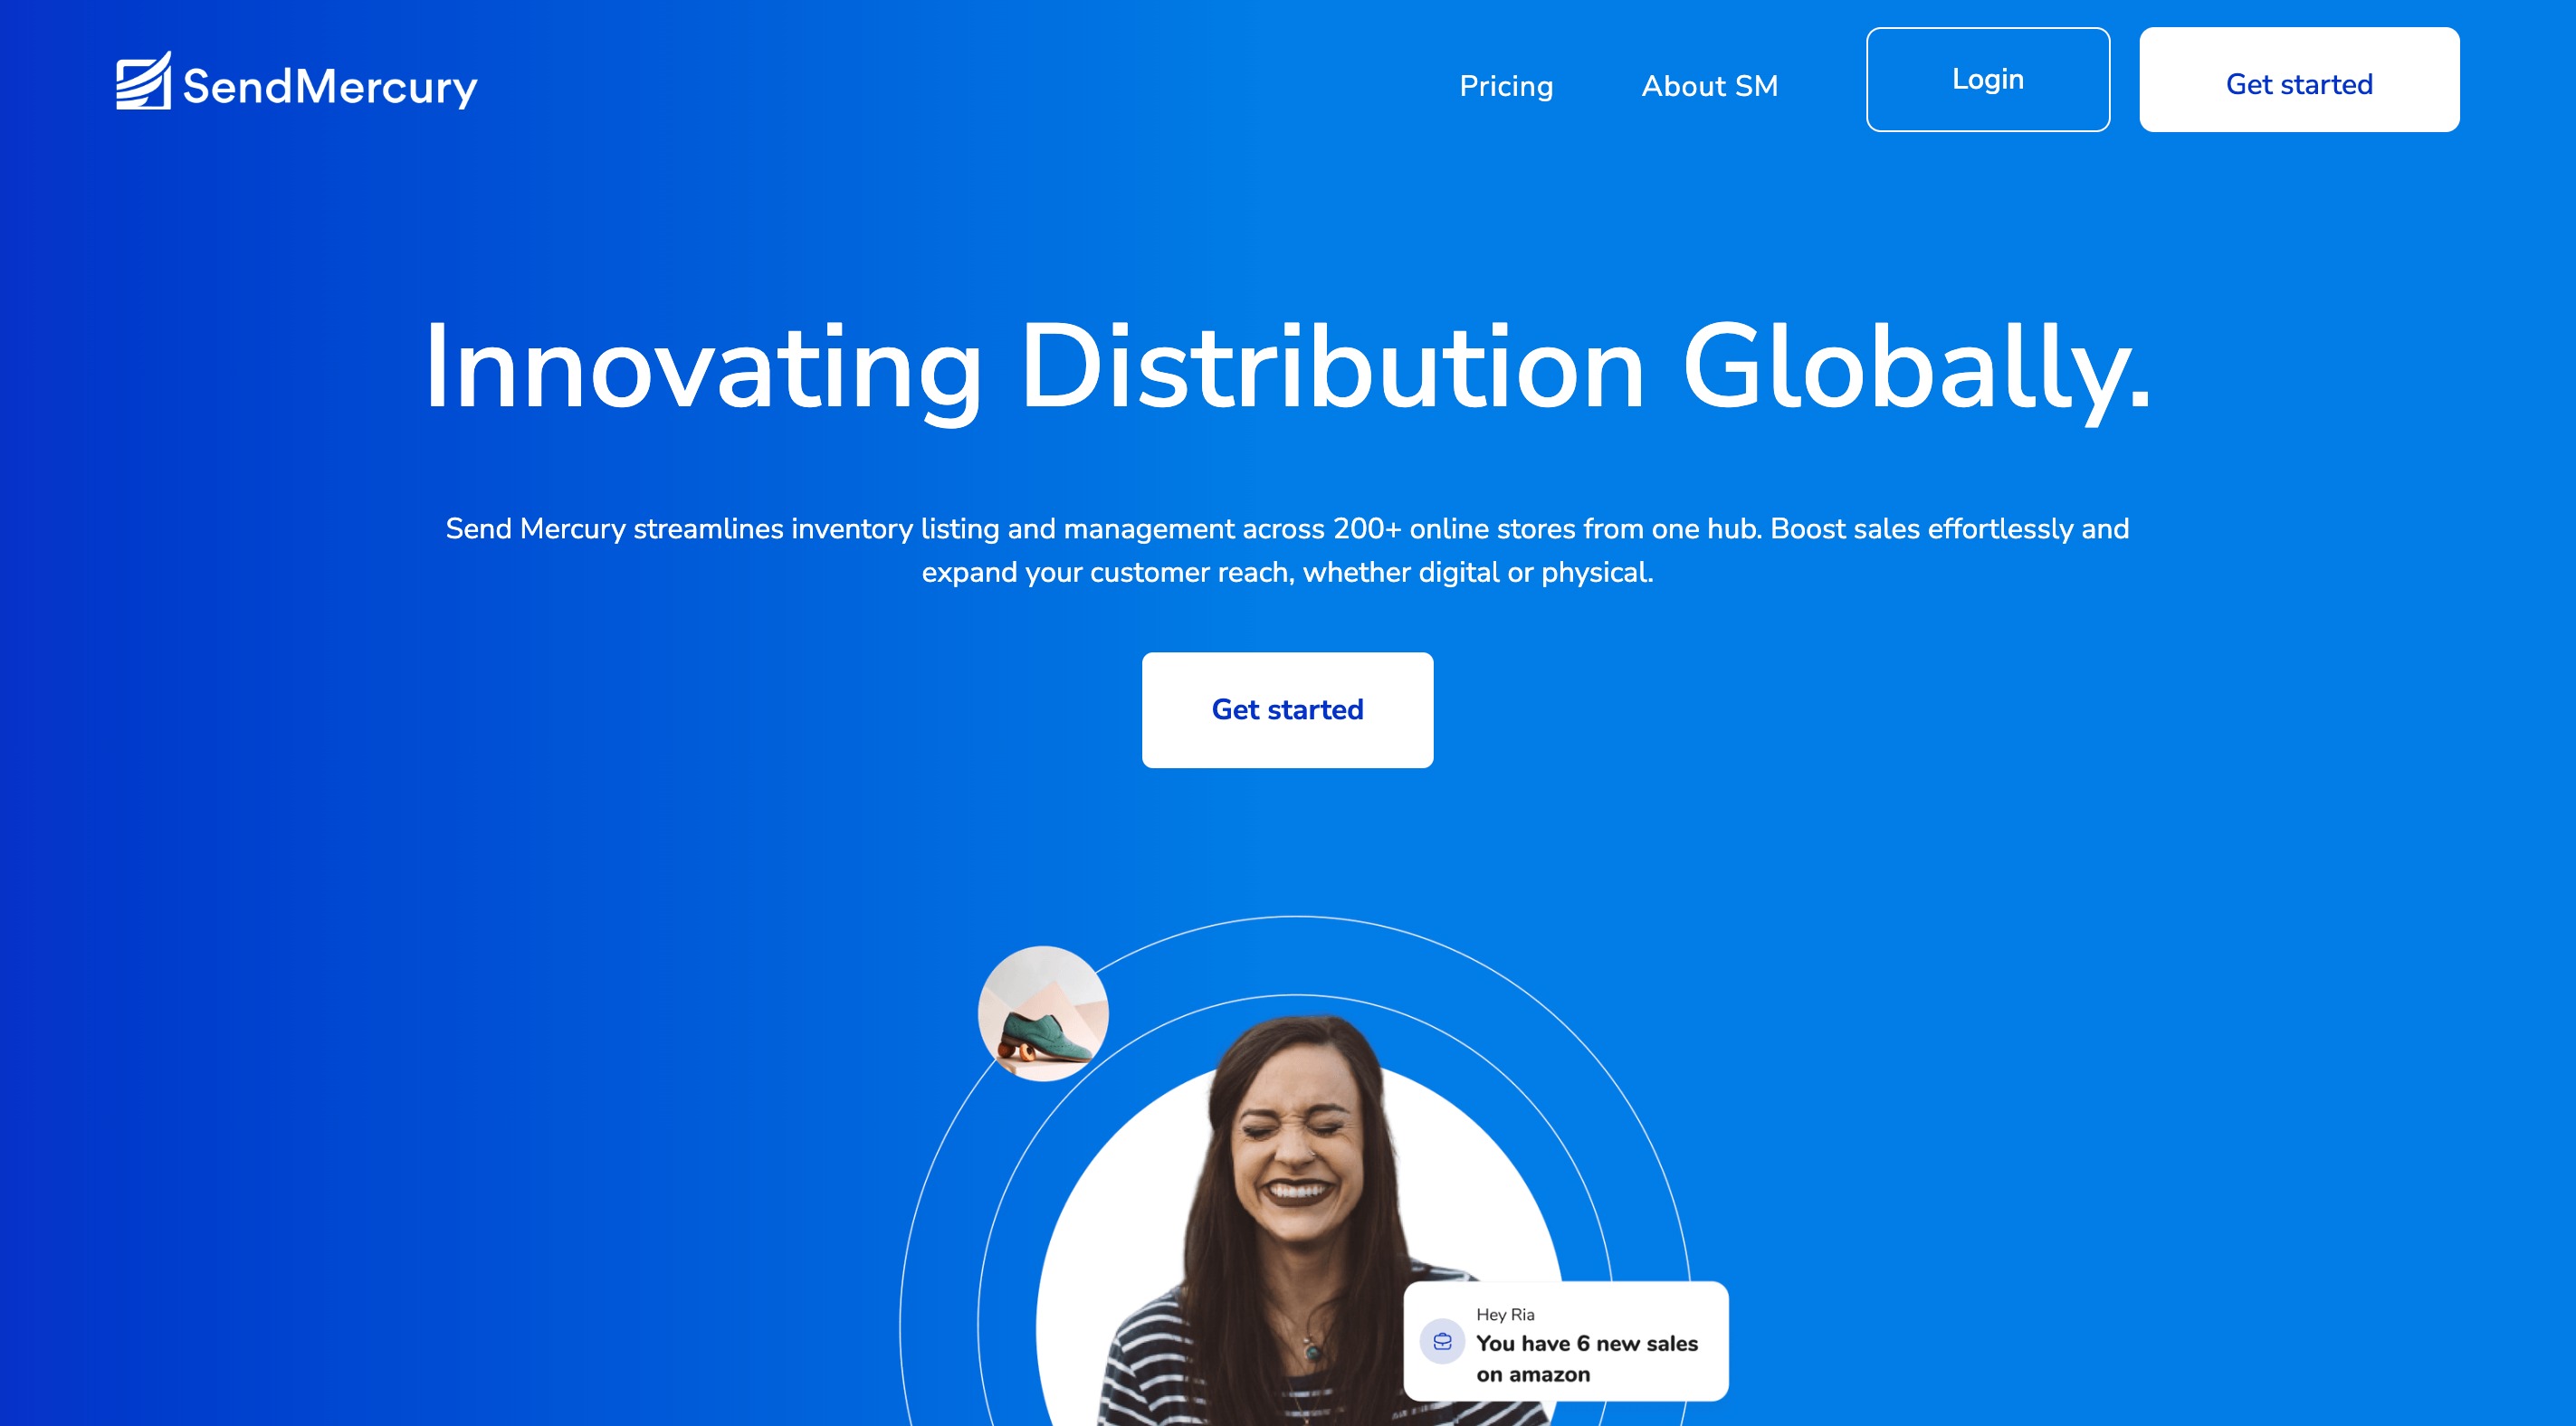 SendMercury
Pricing
About SM
Login
Get started
Innovating Distribution Globally.
Send Mercury streamlines inventory listing and management across 200+ online stores from one hub. Boost sales effortlessly and
expand your customer reach, whether digital or physical.
Get started
Hey Ria
You have 6 new sales
on amazon